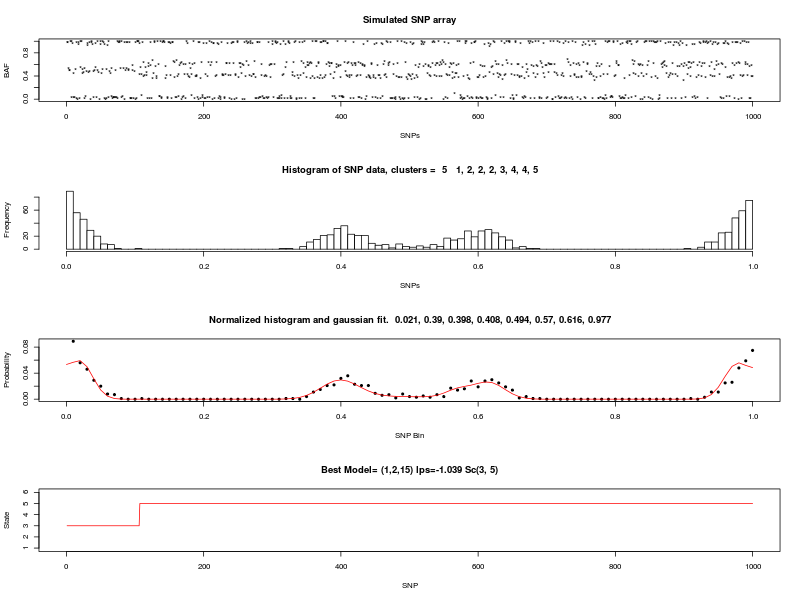 Simulated SNP array
BAF
0.0 0.4 0.8
0 200 400 600 800 1000
SNPs
Histogram of SNP data, clusters = 5 1, 2, 2, 2, 3, 4, 4, 5
Frequency
0 20 60
0.0 0.2 0.4 0.6 0.8 1.0
SNPs
Normalized histogram and gaussian fit. 0.021, 0.39, 0.398, 0.408, 0.494, 0.57, 0.616, 0.977
Probability
0.00 0.04 0.08
0.0 0.2 0.4 0.6 0.8 1.0
SNP Bin
Best Model= (1,2,15) lps=-1.039 Sc(3, 5)
State
1 2 3 4 5 6
0 200 400 600 800 1000
SNP